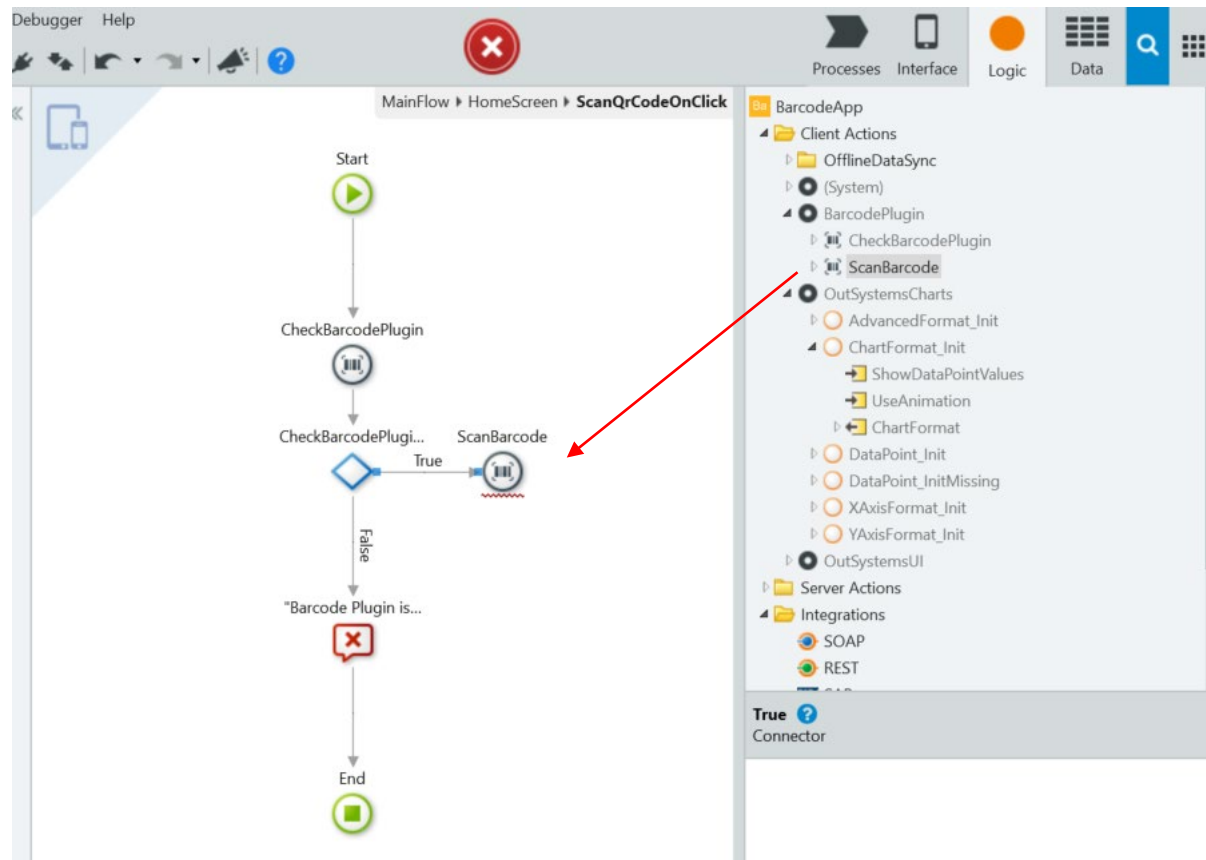 Debugger Help
Processes Interface Logic Data
MainFlow HomeScreen ScanQrCodeOnClick
Start
CheckBarcodePlugin
CheckBarcodePlugi...
ScanBarcode
True
False
"Barcode Plugin is...
End
Ba BarcodeApp
Client Actions
OfflineDataSync
(System)
BarcodePlugin
CheckBarcodePlugin
ScanBarcode
OutSystemsCharts
AdvancedFormat_Init
ChartFormat_Init
ShowDataPointValues
UseAnimation
ChartFormat
DataPoint_Init
DataPoint_InitMissing
XAxisFormat_Init
YAxisFormat_Init
OutSystemsUI
Server Actions
Integrations
SOAP
REST
True ?
Connector